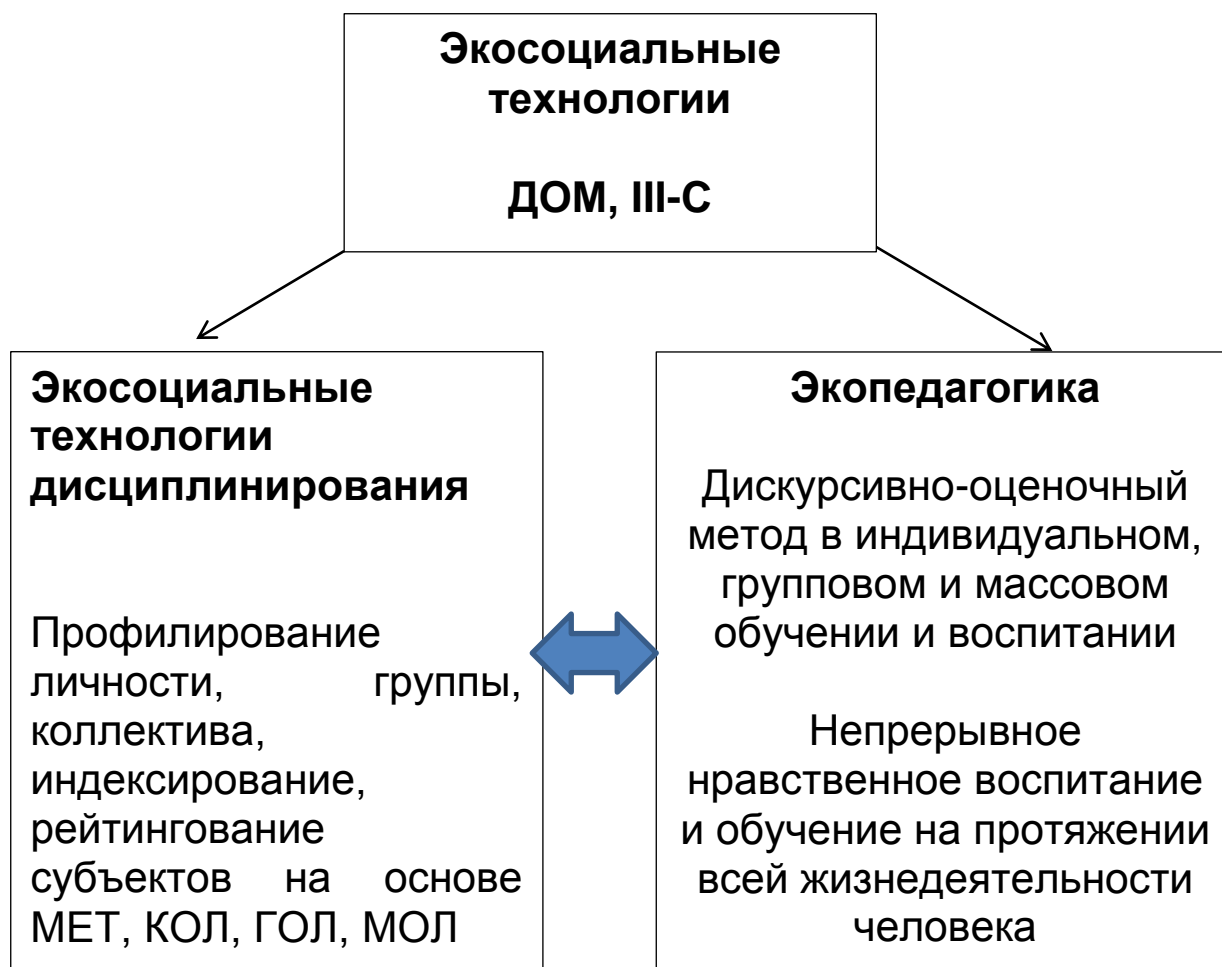 Экосоциальные
технологии
ДОМ, III-С
Экосоциальные
технологии
дисциплинирования
Профилирование
личности, группы,
коллектива,
индексирование,
рейтингование
субъектов на основе
МЕТ, КОЛ, ГОЛ, МОЛ
Экопедагогика
Дискурсивно-оценочный
метод в индивидуальном,
групповом и массовом
обучении и воспитании
Непрерывное
нравственное воспитание
и обучение на протяжении
всей жизнедеятельности
человека